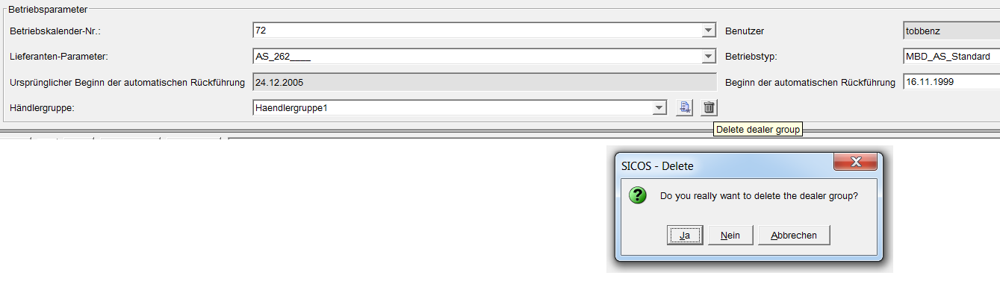 Betriebsparameter
Betriebskalender-Nr.: 72 Benutzer tobbenz
Lieferanten-Parameter: AS_262____ Betriebstyp: MBD_AS_Standard
Ursprünglicher Beginn der automatischen Rückführung 24.12.2005 Beginn der automatischen Rückführung 16.11.1999
Händlergruppe: Haendlergruppe1
Delete dealer group
SICOS - Delete
Do you really want to delete the dealer group?
Ja Nein Abbrechen